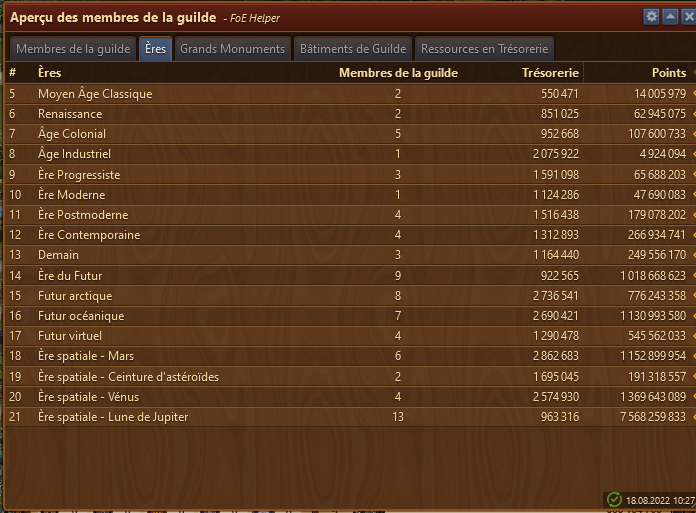 Aperçu des membres de la guilde - FoE Helper
Membres de la guilde Ères Grands Monuments Bâtiments de Guilde Ressources en Trésorerie
# Ères Membres de la guilde Trésorerie Points
5 Moyen Âge Classique 2 550 471 14 005 979
6 Renaissance 2 851 025 62 945 075
7 Âge Colonial 5 952 668 107 600 733
8 Âge Industriel 1 2 075 922 4 924 094
9 Ère Progressiste 3 1 591 098 65 688 203
10 Ère Moderne 1 1 124 286 47 690 083
11 Ère Postmoderne 4 1 516 438 179 078 202
12 Ère Contemporaine 4 1 312 893 266 934 741
13 Demain 3 1 164 440 249 556 170
14 Ère du Futur 9 922 565 1 018 668 623
15 Futur arctique 8 2 736 541 776 243 358
16 Futur océanique 7 2 690 421 1 130 993 580
17 Futur virtuel 4 1 290 478 545 562 033
18 Ère spatiale - Mars 6 2 862 683 1 152 899 954
19 Ère spatiale - Ceinture d'astéroïdes 2 1 695 045 191 318 557
20 Ère spatiale - Vénus 4 2 574 930 1 369 643 089
21 Ère spatiale - Lune de Jupiter 13 963 316 7 568 259 833
18.08.2022 10:27